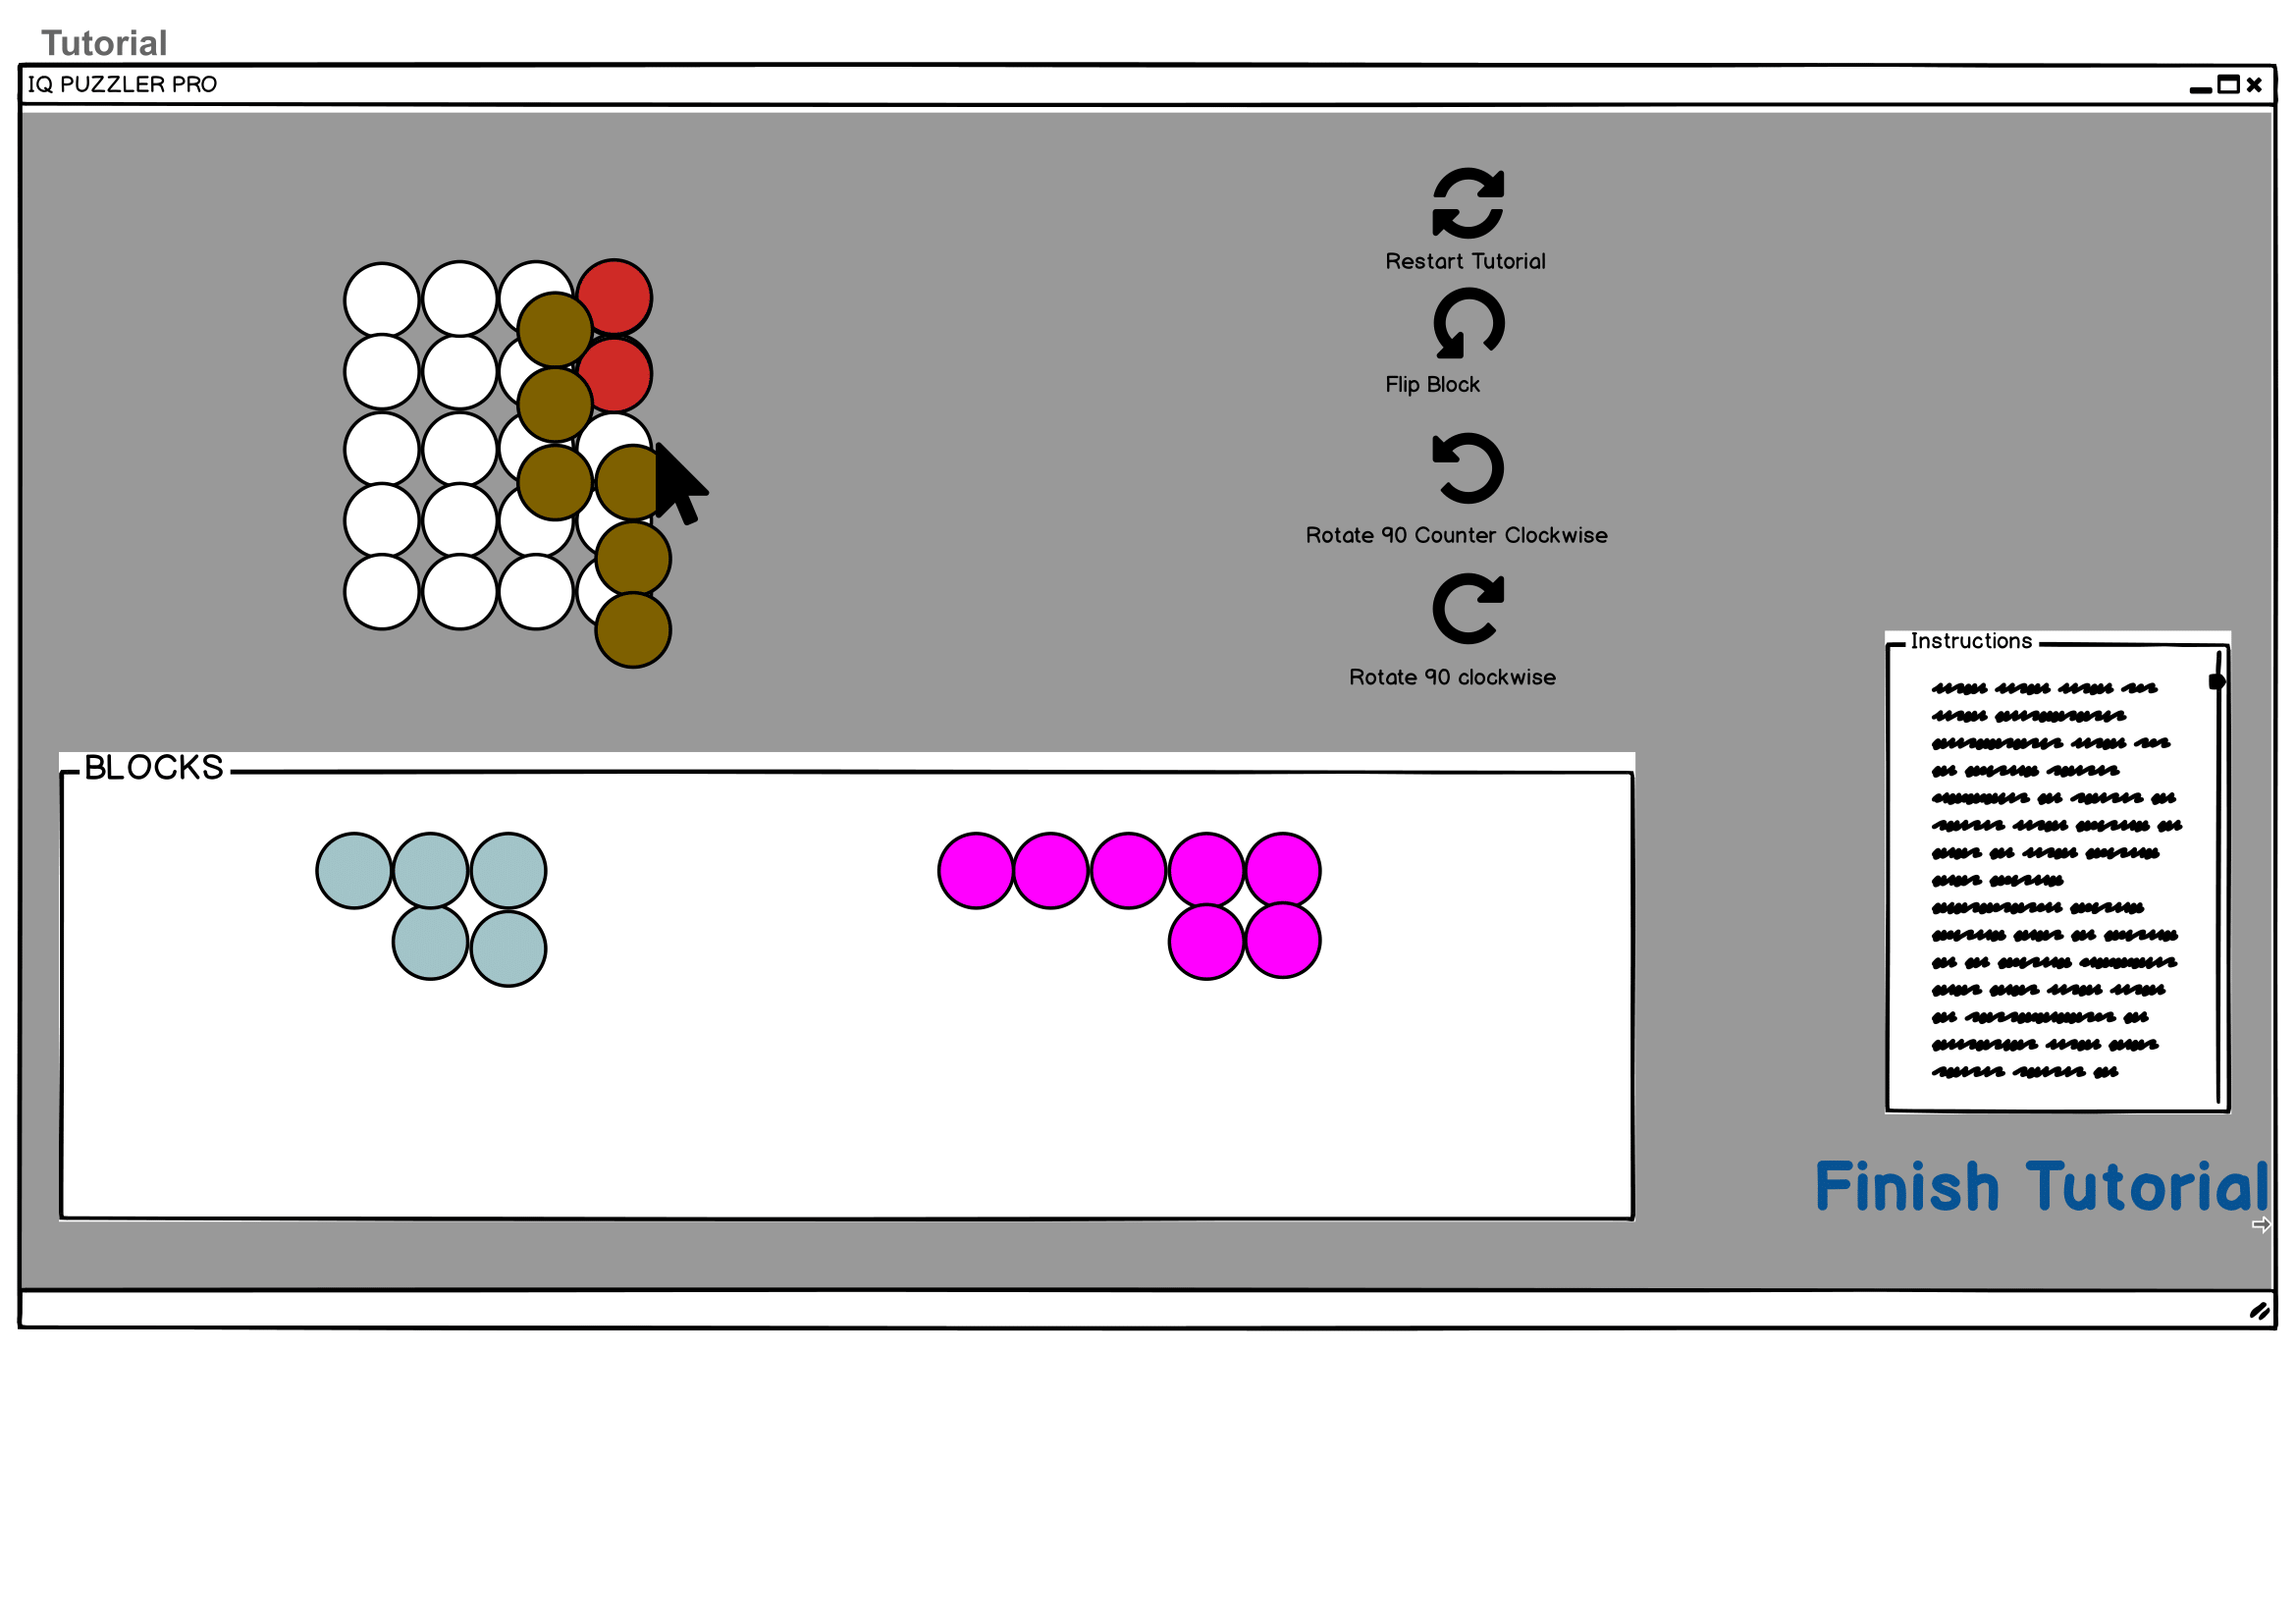 Tutorial
IQ PUZZLER PRO
Restart Tutorial
Flip Block
Rotate 90 Counter Clockwise
Rotate 90 clockwise
Instructions
BLOCKS
Finish Tutorial